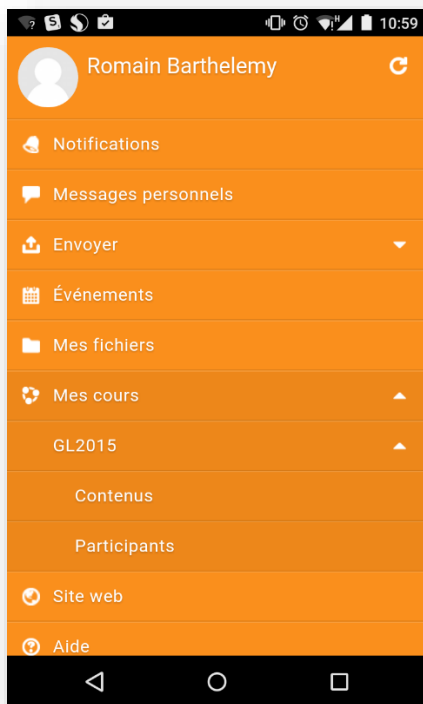 10:59
Romain Barthelemy
Notifications
Messages personnels
Envoyer
Événements
Mes fichiers
Mes cours
GL2015
Contenus
Participants
Site web
Aide